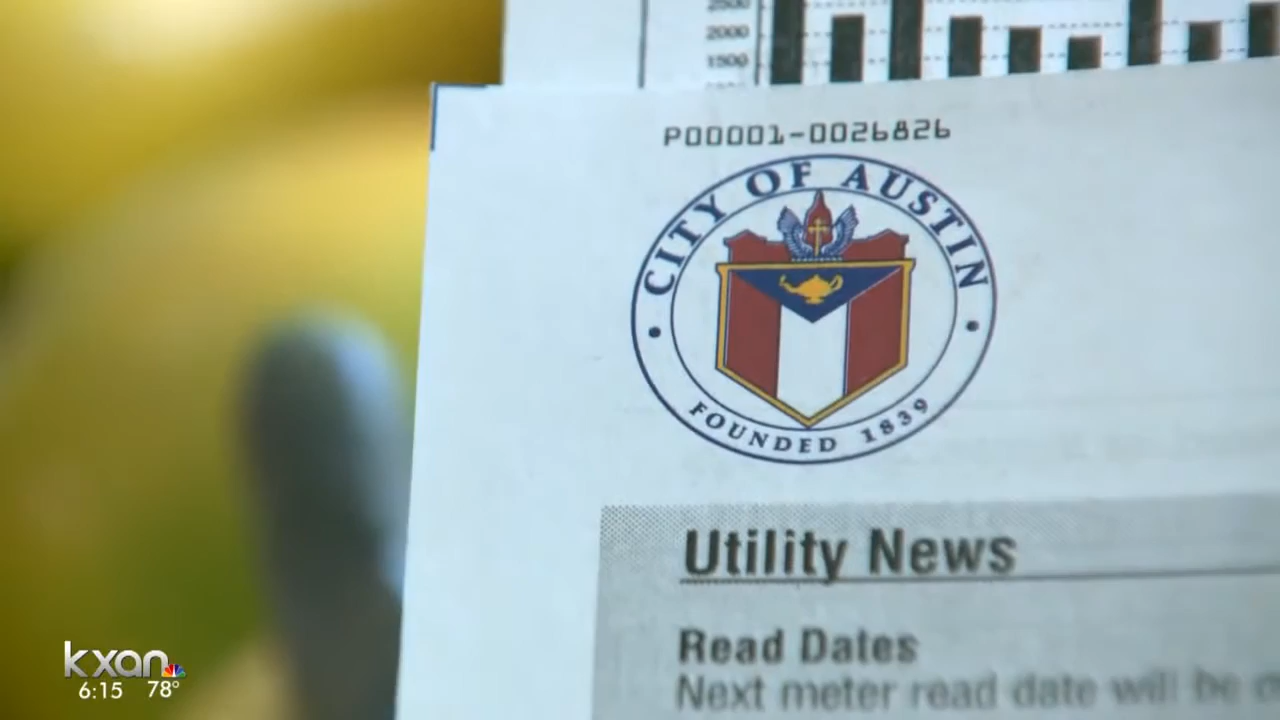 2500
2000
1500
P00001-0026826
CITY OF AUSTIN
FOUNDED 1839
Utility News
Read Dates
Next meter read date will be
kxan
6:15 78°